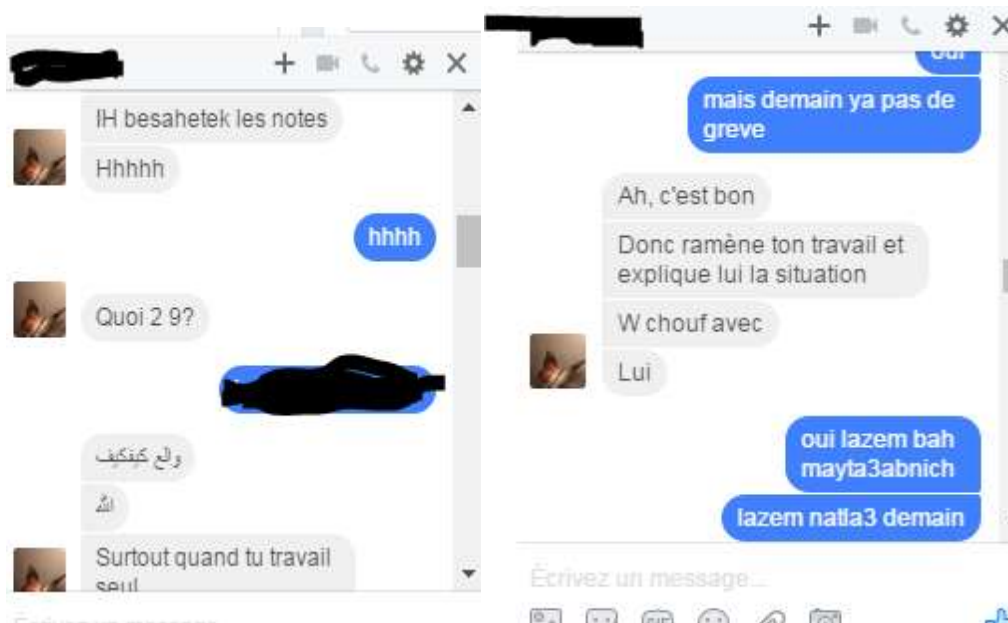 IH besahetek les notes
Hhhhh
hhhh
Quoi 2 9?
والع كيفكيف
الله
Surtout quand tu travail
seul
oui
mais demain ya pas de
greve
Ah, c'est bon
Donc ramène ton travail et
explique lui la situation
W chouf avec
Lui
oui lazem bah
mayta3abnich
lazem natla3 demain
Écrivez un message...